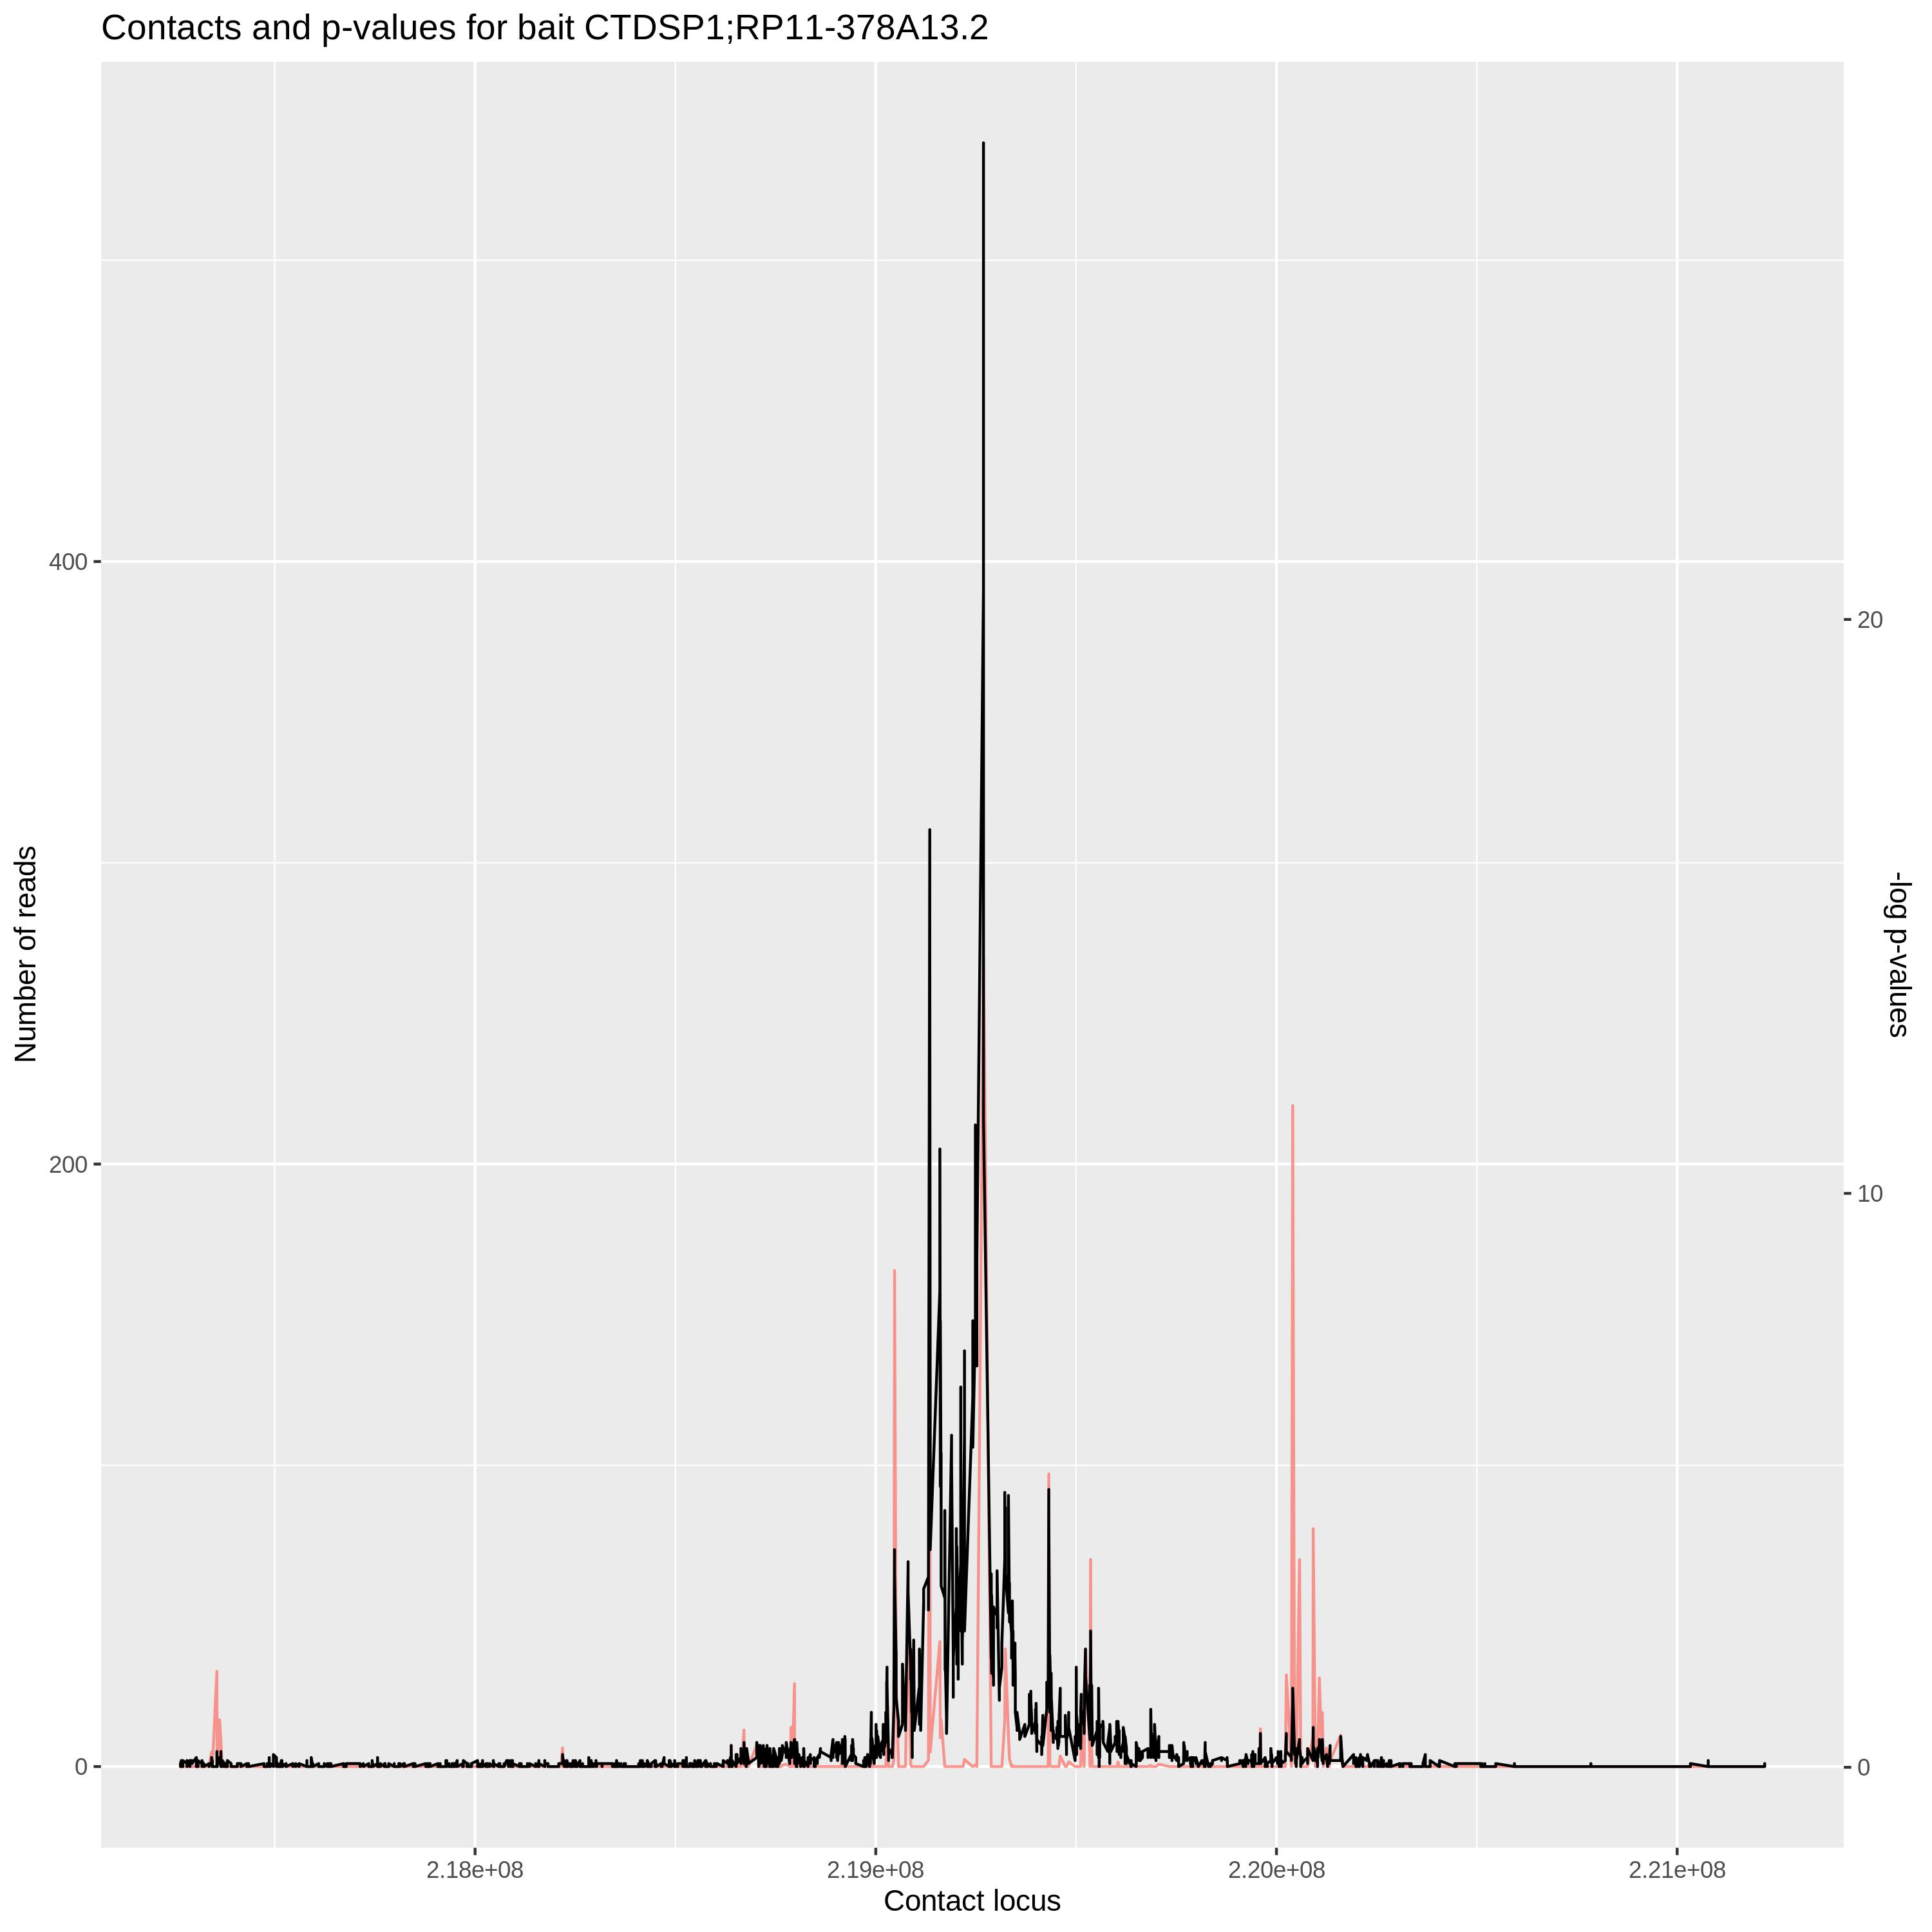 Contacts and p-values for bait CTDSP1;RP11-378A13.2
Number of reads
400
200
0
20
10
0
-log p-values
2.18e+08
2.19e+08
2.20e+08
2.21e+08
Contact locus